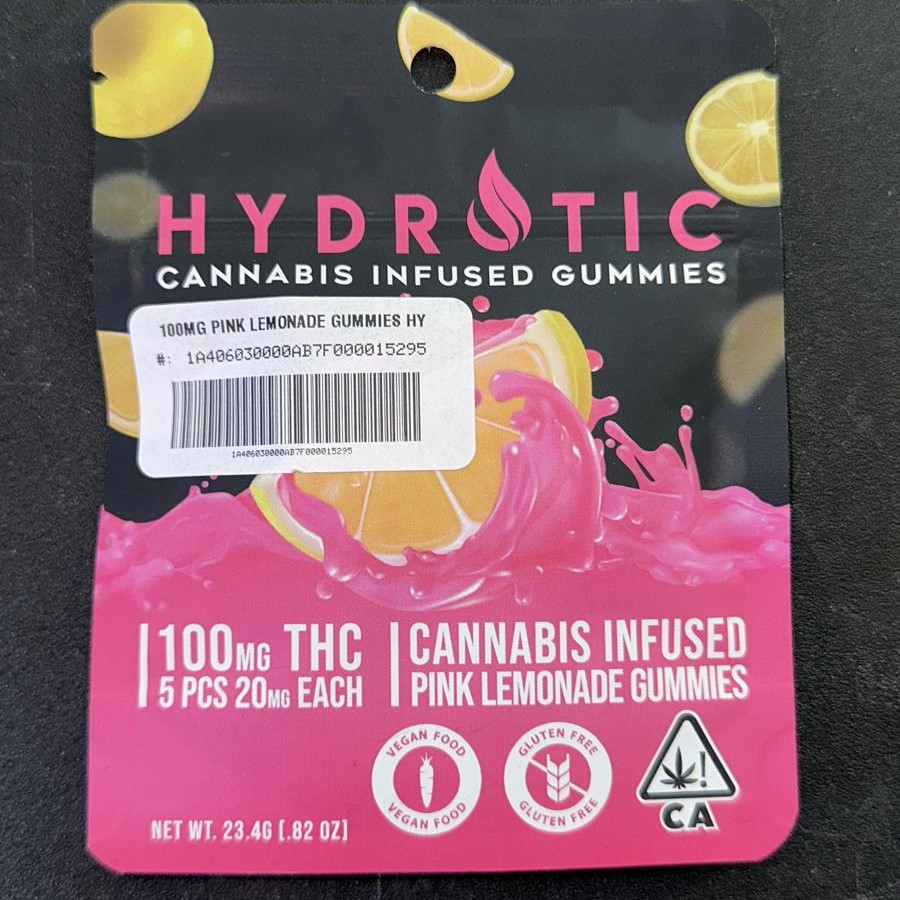 HYDROTIC
CANNABIS INFUSED GUMMIES
100MG PINK LEMONADE GUMMIES HY
#: 1A406030000AB7F000015295
1A406030000AB7F000015295
100MG THC
5 PCS 20MG EACH
CANNABIS INFUSED
PINK LEMONADE GUMMIES
VEGAN FOOD
VEGAN FOOD
GLUTEN FREE
GLUTEN FREE
!
CA
NET WT. 23.4G [.82 OZ]